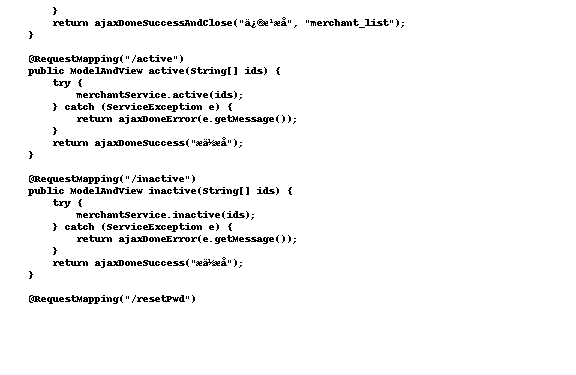 }
return ajaxDoneSuccessAndClose("ä¿®æ¹æå", "merchant_list");
}
@RequestMapping("/active")
public ModelAndView active(String[] ids) {
try {
merchantService.active(ids);
} catch (ServiceException e) {
return ajaxDoneError(e.getMessage());
}
return ajaxDoneSuccess("æä½æå");
}
@RequestMapping("/inactive")
public ModelAndView inactive(String[] ids) {
try {
merchantService.inactive(ids);
} catch (ServiceException e) {
return ajaxDoneError(e.getMessage());
}
return ajaxDoneSuccess("æä½æå");
}
@RequestMapping("/resetPwd")